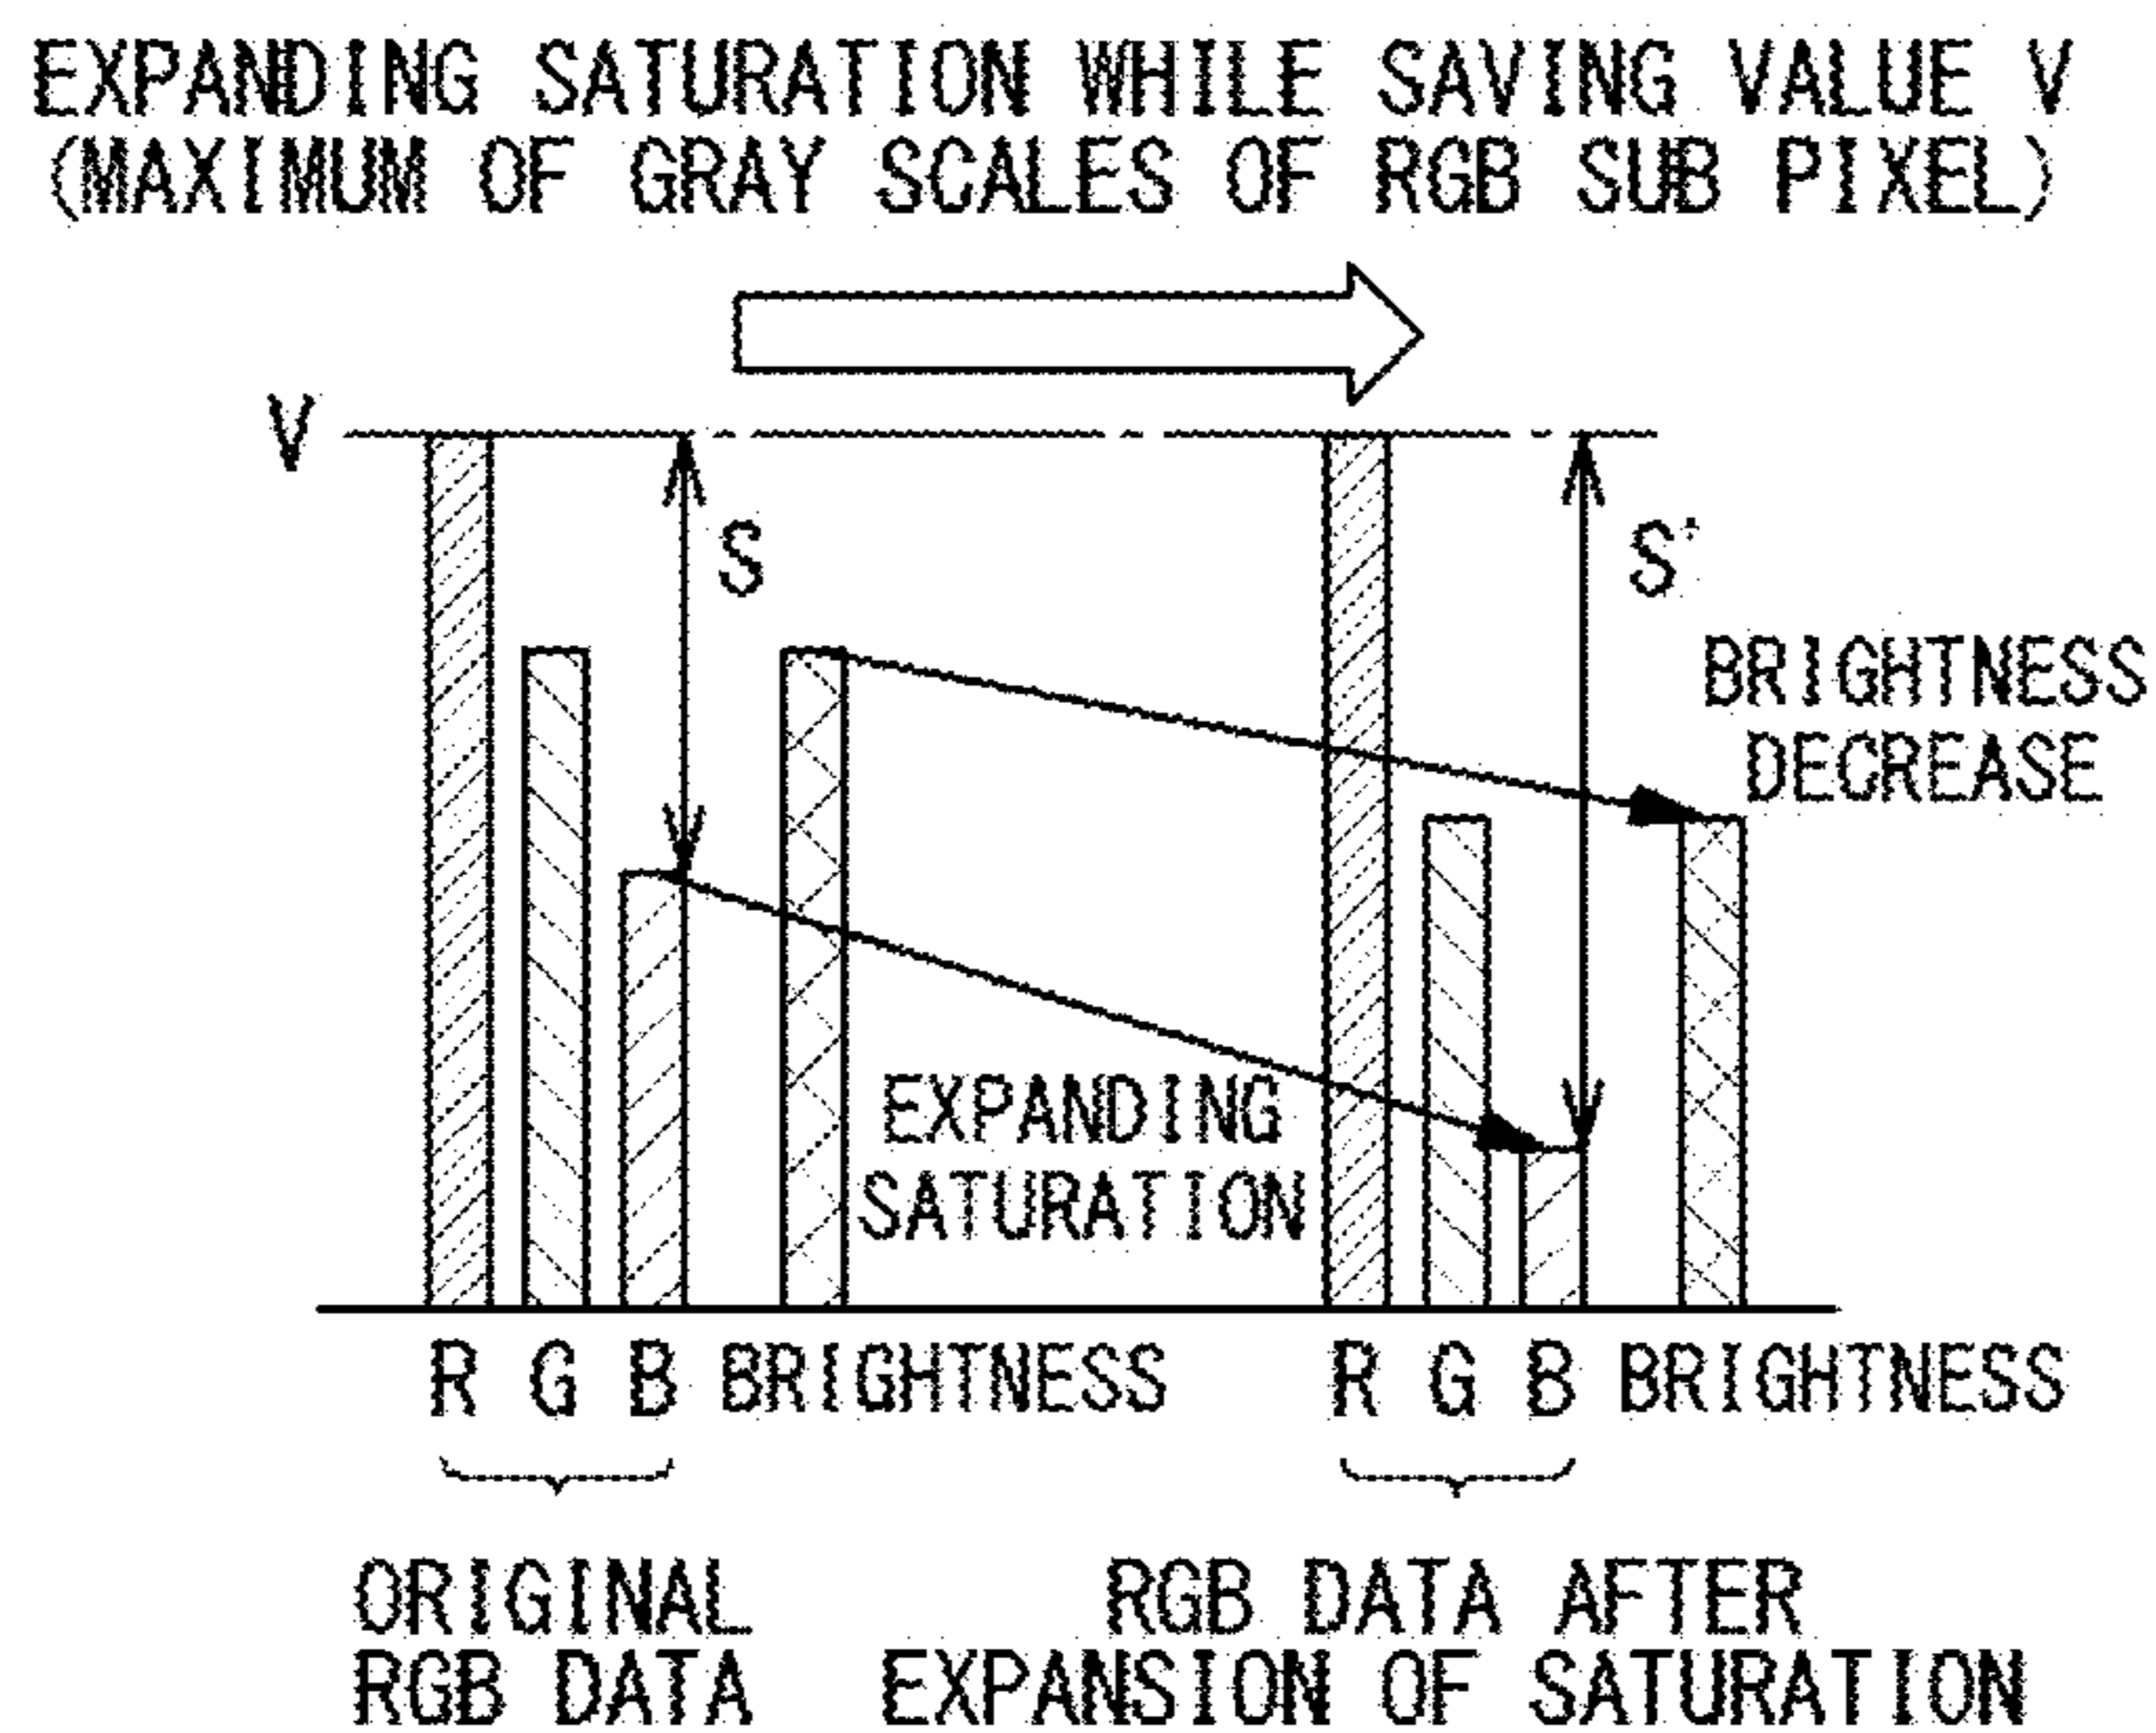 EXPANDING SATURATION WHILE SAVING VALUE V
(MAXIMUM OF GRAY SCALES OF RGB SUB PIXEL)
V
S
S'
BRIGHTNESS
DECREASE
EXPANDING
SATURATION
R G B BRIGHTNESS
R G B BRIGHTNESS
ORIGINAL
RGB DATA
RGB DATA AFTER
EXPANSION OF SATURATION